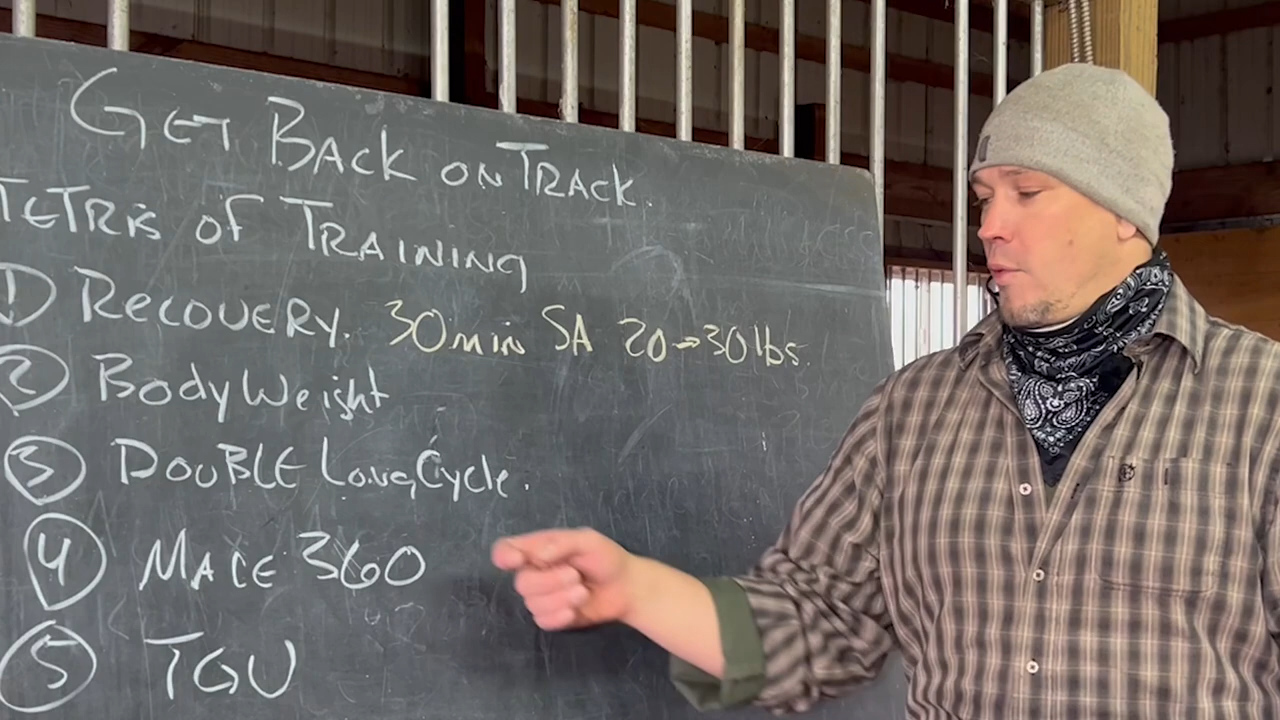 GET BACK ON TRACK.
TETRIS OF TRAINING
1 RECOVERY. 30min SA 20→30lbs.
2 BodyWeight
3 DOUBLE LongCycle.
4 MACE 360
5 TGU